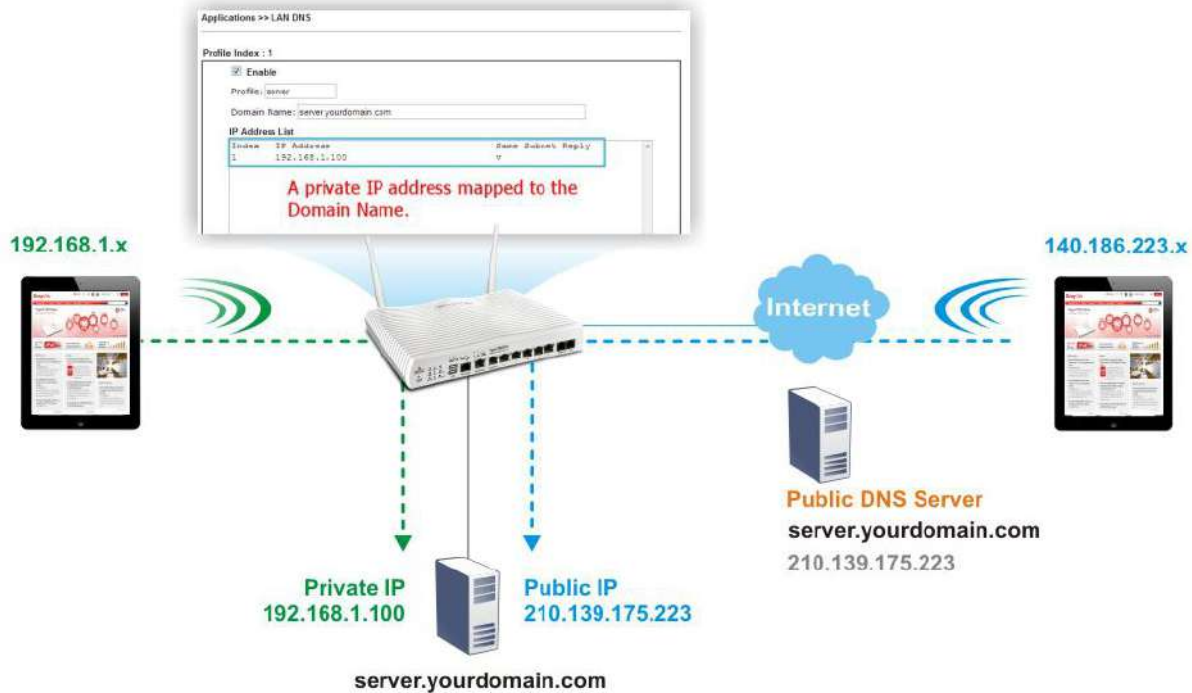 Applications >> LAN DNS
Profile Index : 1
Enable
Profile: server
Domain Name: server.yourdomain.com
IP Address List
Index IP Address Same Subnet Reply
1 192.168.1.100 V
A private IP address mapped to the
Domain Name.
192.168.1.x
140.186.223.x
Internet
Public DNS Server
server.yourdomain.com
210.139.175.223
Private IP
192.168.1.100
Public IP
210.139.175.223
server.yourdomain.com